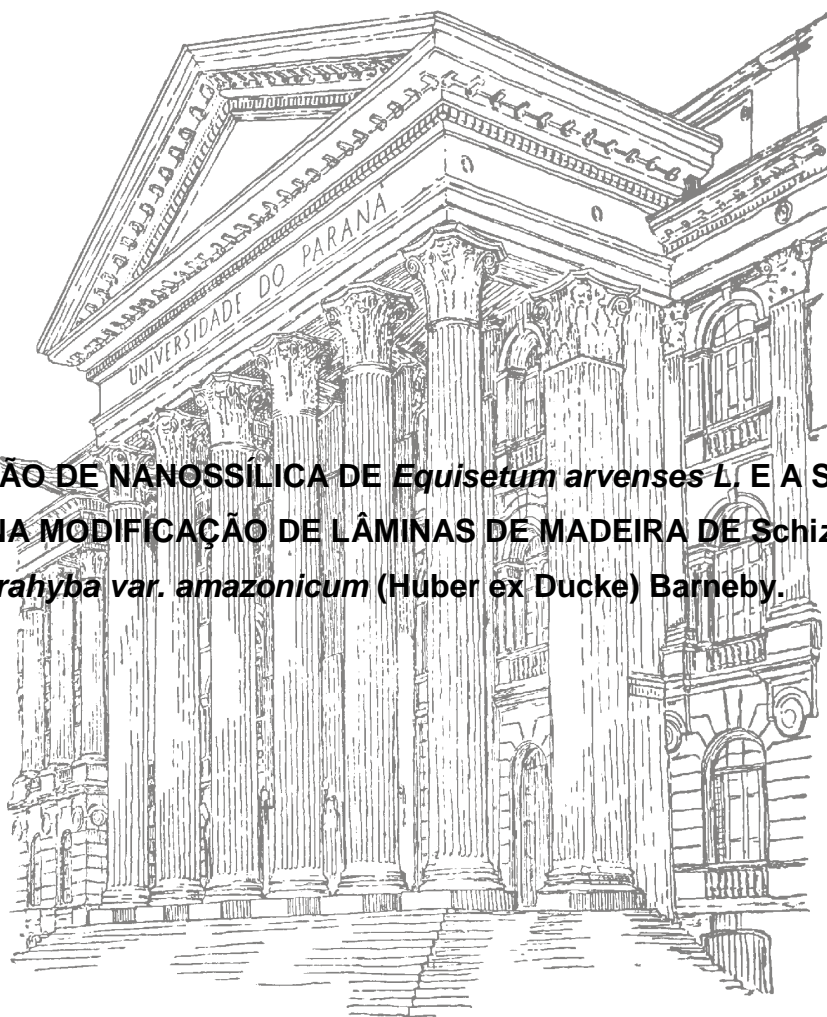 UNIVERSIDADE DO PARANÁ
ÃO DE NANOSSÍLICA DE Equisetum arvenses L. E A S
NA MODIFICAÇÃO DE LÂMINAS DE MADEIRA DE Schiz
rahyba var. amazonicum (Huber ex Ducke) Barneby.